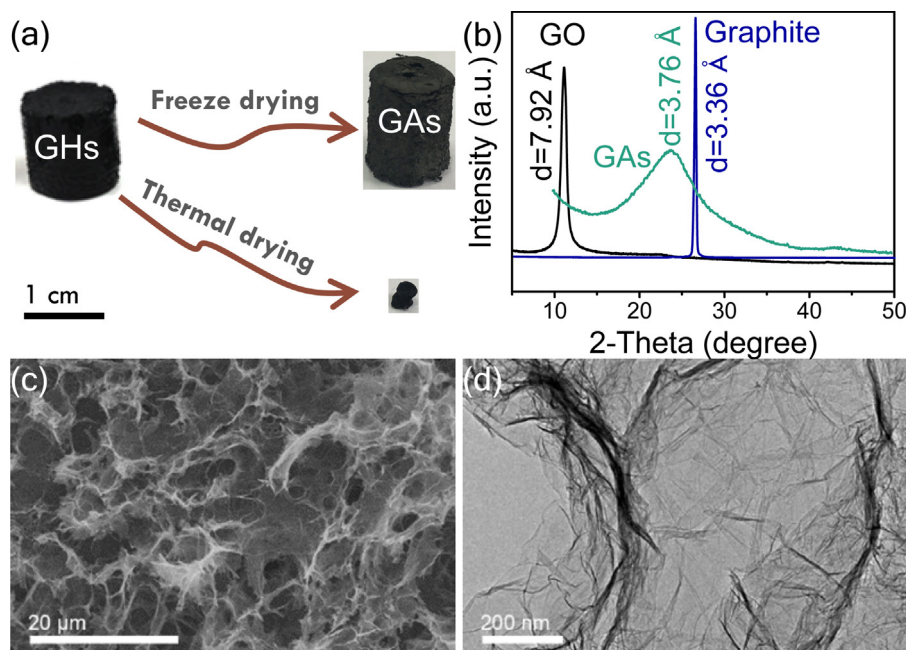 (a)
GHs
Freeze drying
GAs
Thermal drying
1 cm
(b)
GO
d=7.92 Å
GAs
d=3.76 Å
Graphite
d=3.36 Å
Intensity (a.u.)
10 20 30 40 50
2-Theta (degree)
(c)
20 µm
(d)
200 nm